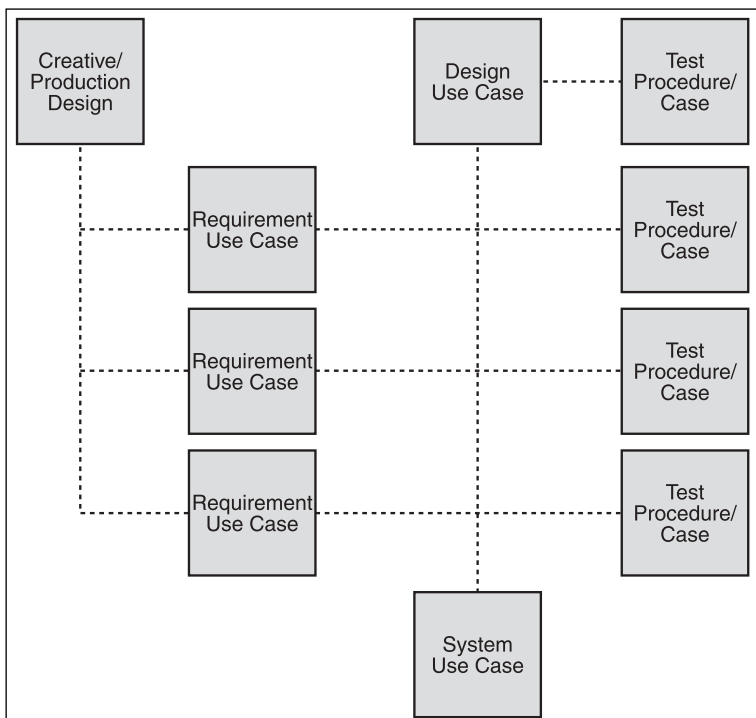 Creative/
Production
Design
Design
Use Case
Test
Procedure/
Case
Requirement
Use Case
Test
Procedure/
Case
Requirement
Use Case
Test
Procedure/
Case
Requirement
Use Case
Test
Procedure/
Case
System
Use Case